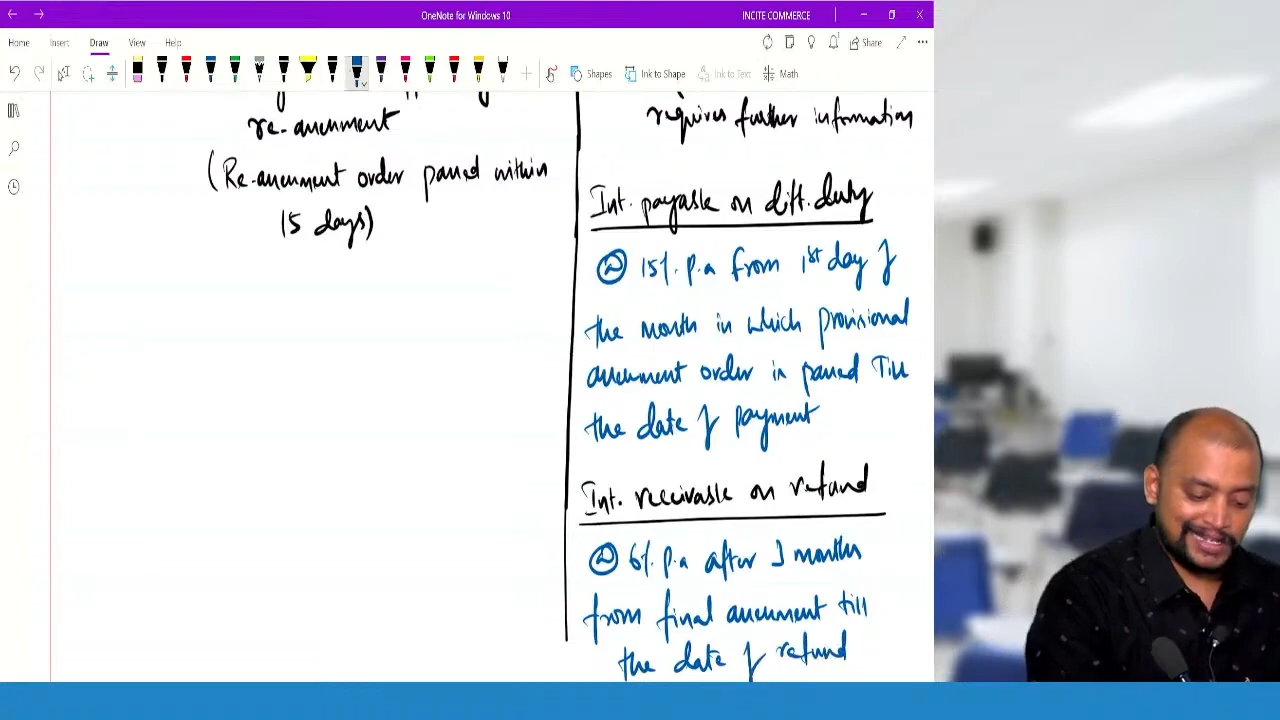 OneNote for Windows 10
INCITE COMMERCE
Home Insert Draw View Help
Share
Shapes
Ink to Shape
Ink to Text
Math
re-assessment
(Re-assessment order passed within
15 days)
requires further information
Int. payable on diff. duty
@ 15% p.a from 1st day of
the month in which provisional
assessment order is passed Till
the date of payment
Int. receivable on refund
@ 6% p.a after 3 months
from final assessment till
the date of refund